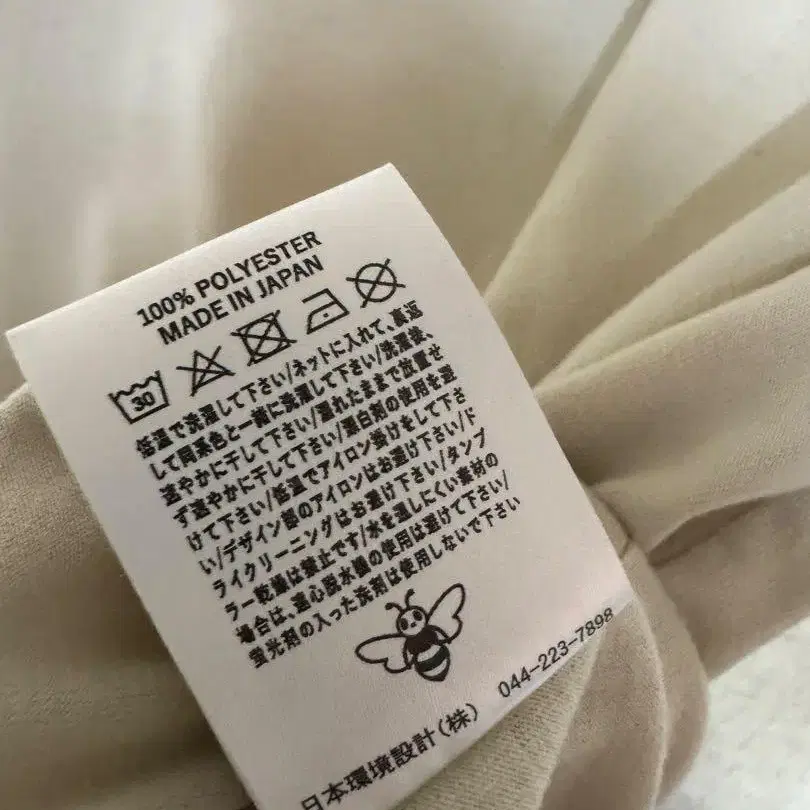 100% POLYESTER
MADE IN JAPAN
30
低温で洗濯して下さい/ネットに入れて、裏返
して同系色と一緒に洗濯して下さい/洗濯後、
速やかに干して下さい/濡れたままで放置せ
ず速やかに干して下さい/漂白剤の使用を避
けて下さい/低温でアイロン掛けをして下さ
い/デザイン部のアイロンはお避け下さい/ド
ライクリーニングはお避け下さい/タンブ
ラー乾燥は禁止です/水を通しにくい素材の
場合は、遠心脱水機の使用は避けて下さい/
蛍光剤の入った洗剤は使用しないで下さい
日本環境設計(株) 044-223-7898